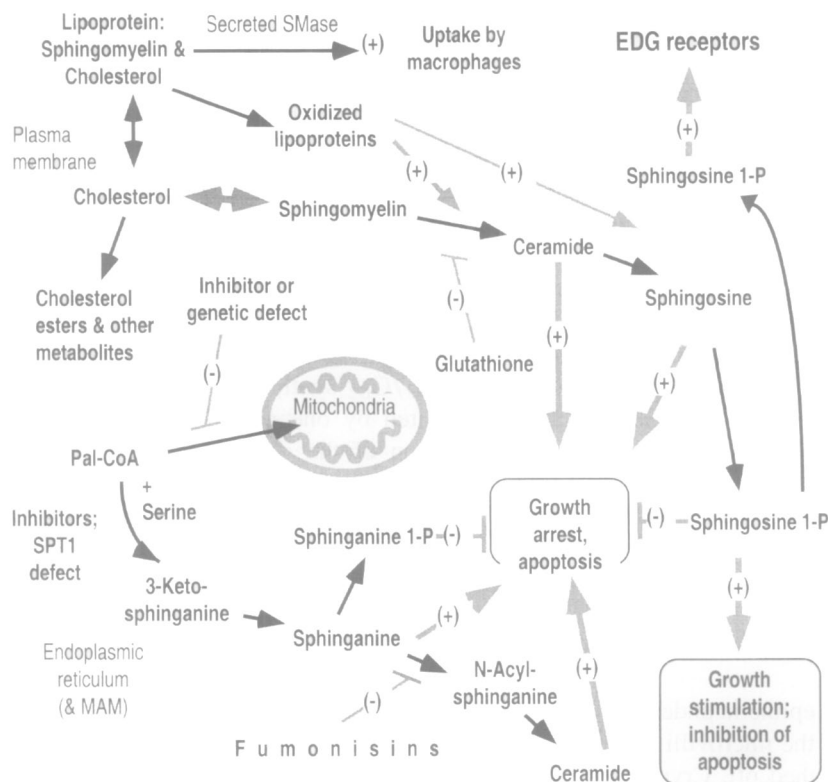 Lipoprotein:
Sphingomyelin &
Cholesterol
Secreted SMase
(+)
Uptake by
macrophages
EDG receptors
(+)
Oxidized
lipoproteins
(+)
(+)
Plasma
membrane
Sphingosine 1-P
Cholesterol
Sphingomyelin
Ceramide
Cholesterol
esters & other
metabolites
Inhibitor or
genetic defect
(-)
(-)
Glutathione
(+)
Sphingosine
(+)
Mitochondria
Pal-CoA
+
Serine
Inhibitors;
SPT1
defect
3-Keto-
sphinganine
Sphinganine 1-P
(-)
Growth
arrest,
apoptosis
(-)
Sphingosine 1-P
(+)
Sphinganine
(+)
Endoplasmic
reticulum
(& MAM)
(-)
N-Acyl-
sphinganine
(+)
Fumonisins
Ceramide
Growth
stimulation;
inhibition of
apoptosis